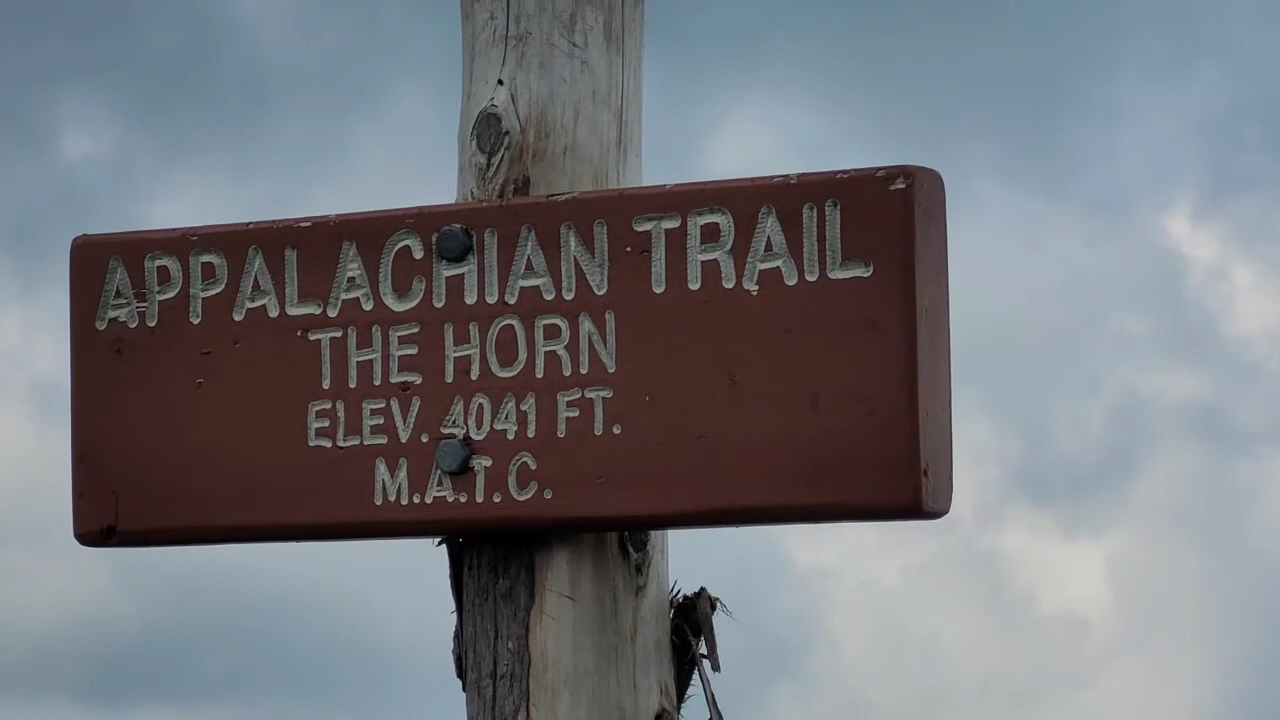 APPALACHIAN TRAIL
THE HORN
ELEV. 4041 FT.
M.A.T.C.